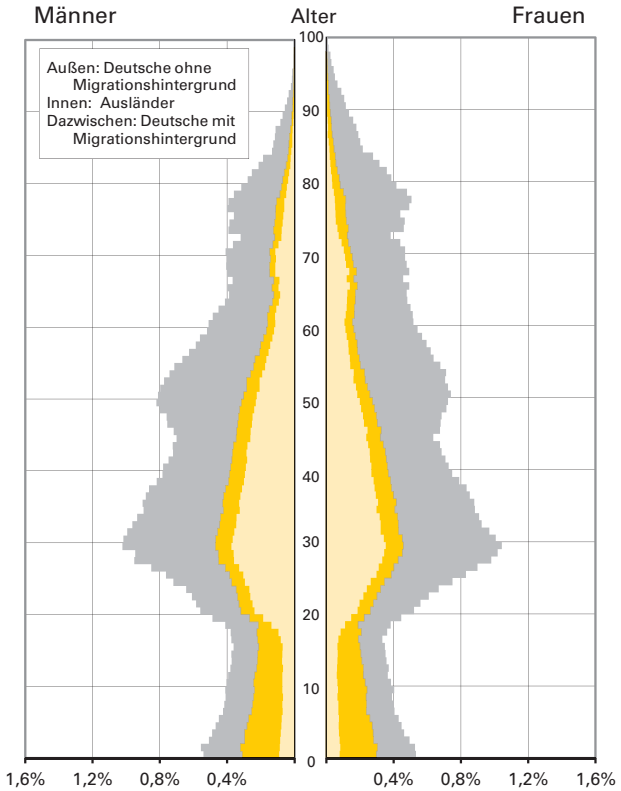 Männer
Alter
Frauen
Außen: Deutsche ohne
Migrationshintergrund
Innen: Ausländer
Dazwischen: Deutsche mit
Migrationshintergrund
100
90
80
70
60
50
40
30
20
10
0
1,6% 1,2% 0,8% 0,4% 0,4% 0,8% 1,2% 1,6%